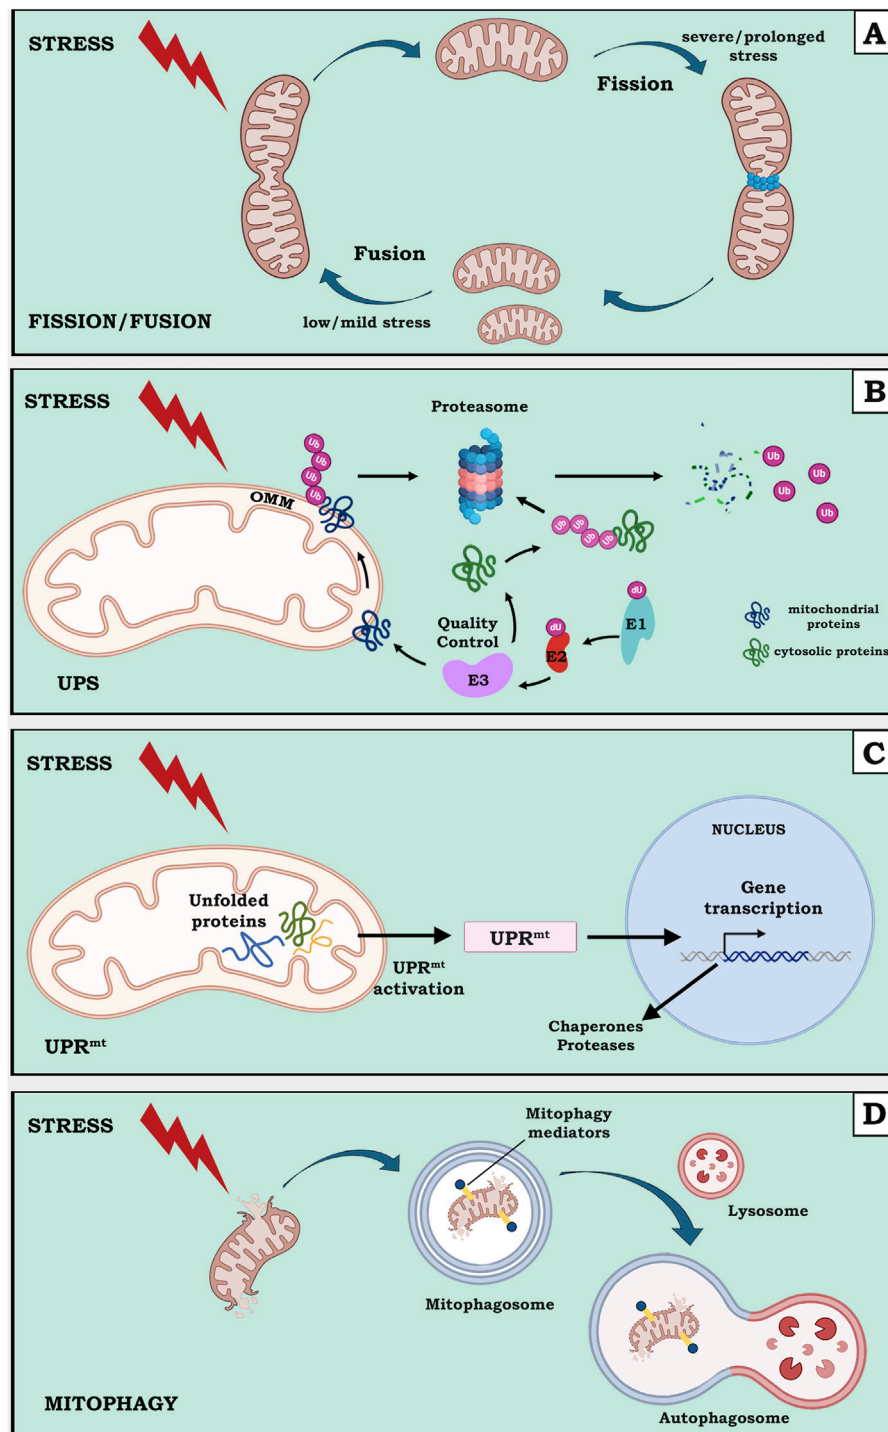 STRESS
A
severe/prolonged
stress
Fission
Fusion
low/mild stress
FISSION/FUSION
STRESS
B
Proteasome
Ub
Ub
Ub
Ub
OMM
Ub
Ub
Ub
Ub
Ub
Ub
Ub
Ub
Quality
Control
dU
E1
dU
E2
E3
mitochondrial
proteins
cytosolic proteins
UPS
STRESS
C
NUCLEUS
Gene
transcription
Unfolded
proteins
UPRmt
UPRmt
activation
Chaperones
Proteases
UPRmt
STRESS
D
Mitophagy
mediators
Lysosome
Mitophagosome
Autophagosome
MITOPHAGY